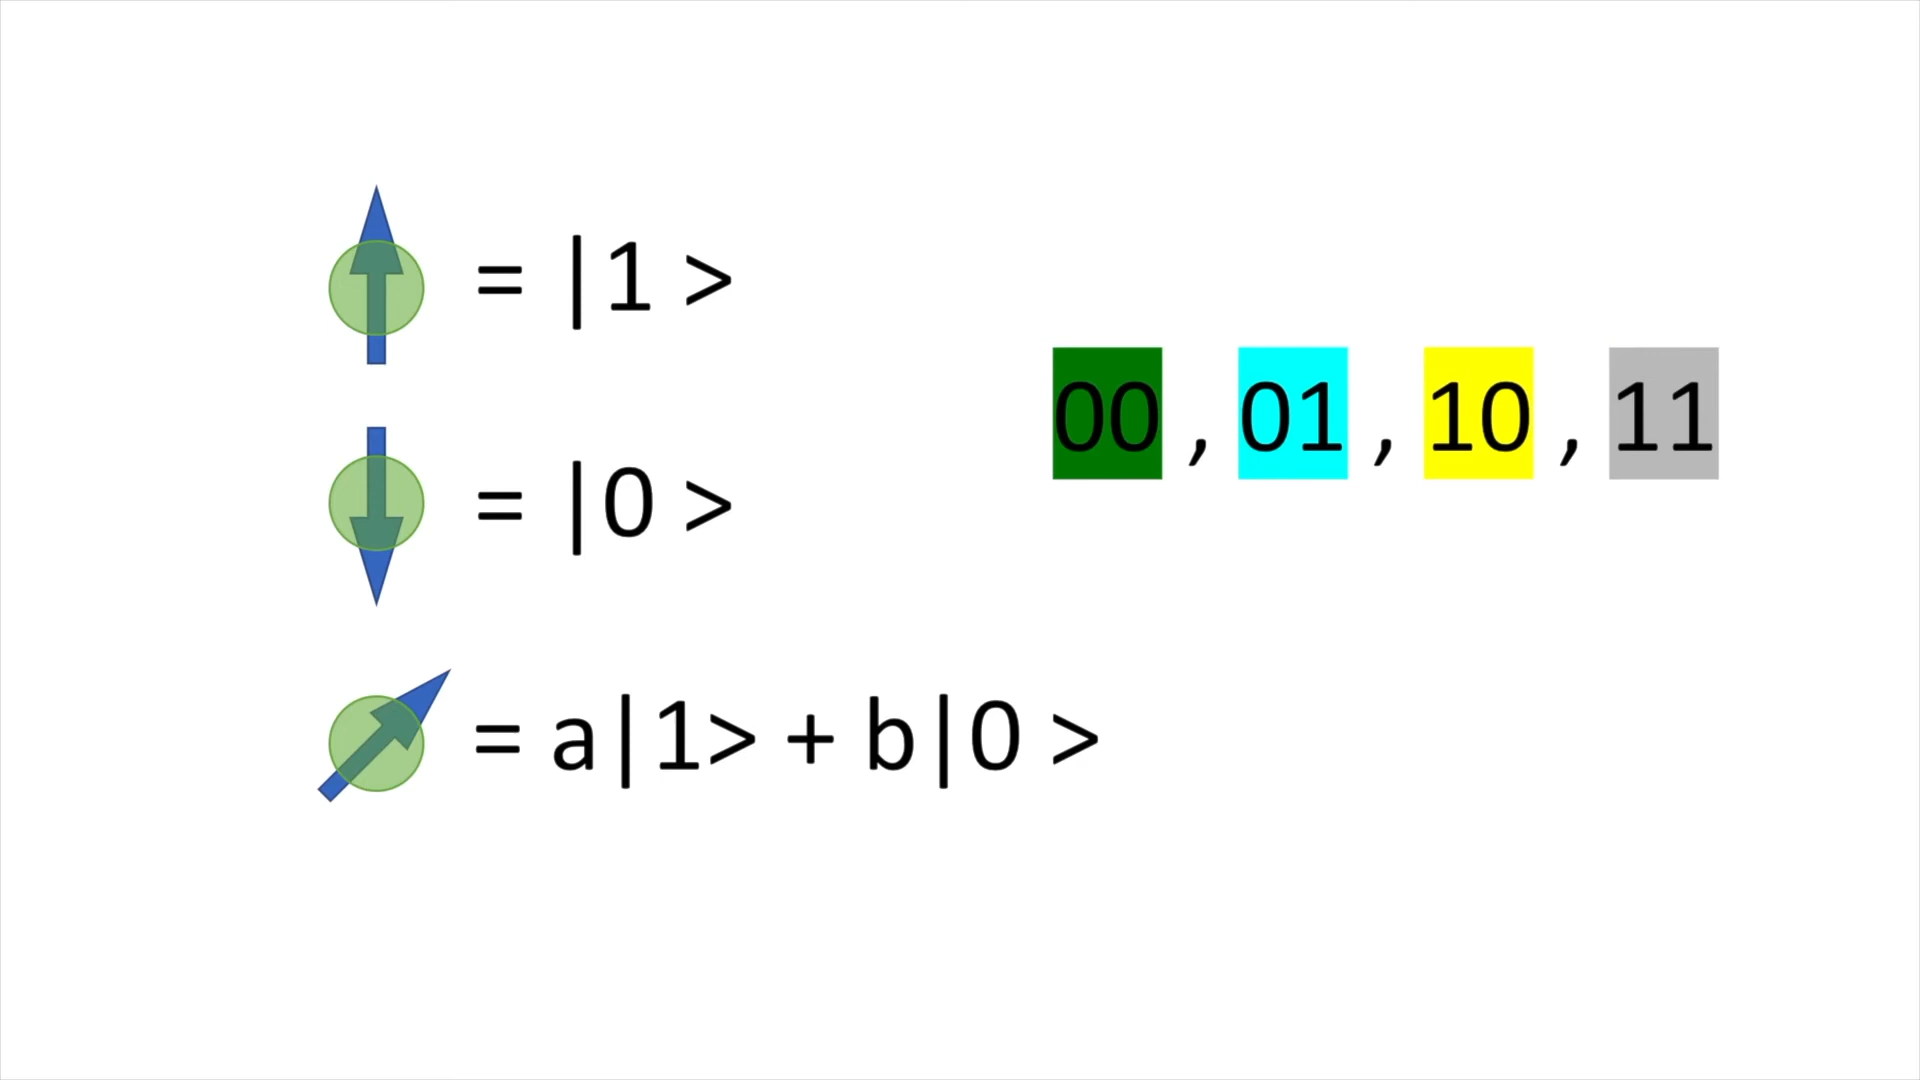 = |1 >
00 , 01 , 10 , 11
= |0 >
= a|1> + b|0 >